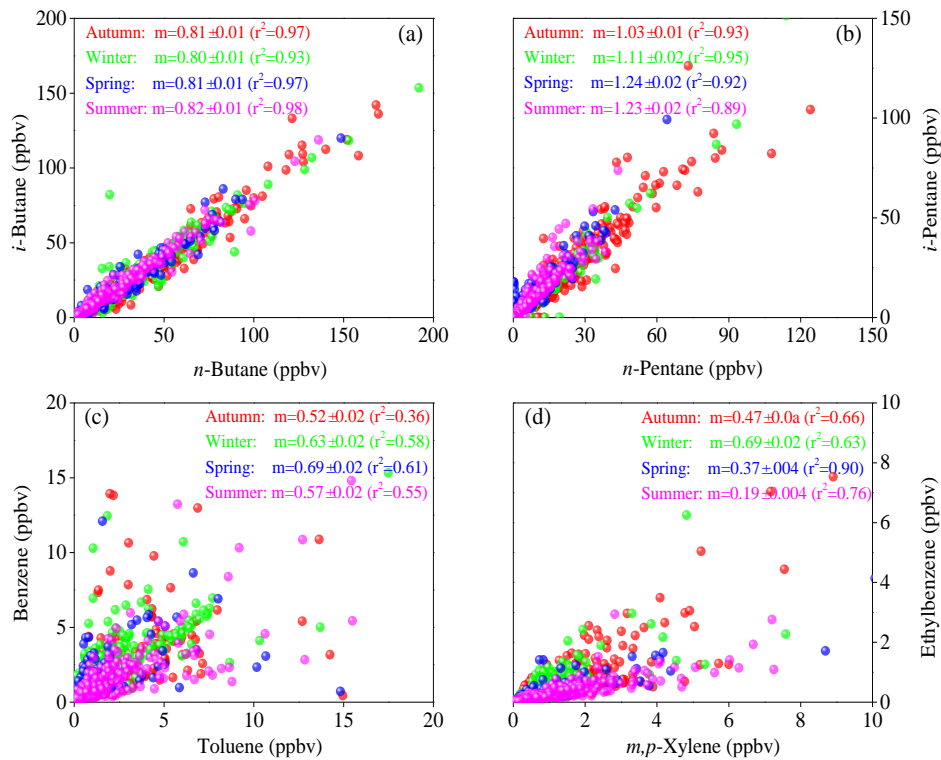 200
150
100
50
0
0
50
100
150
200
i-Butane (ppbv)
n-Butane (ppbv)
(a)
Autumn: m=0.81±0.01 (r²=0.97)
Winter: m=0.80±0.01 (r²=0.93)
Spring: m=0.81±0.01 (r²=0.97)
Summer: m=0.82±0.01 (r²=0.98)
(b)
Autumn: m=1.03±0.01 (r²=0.93)
Winter: m=1.11±0.02 (r²=0.95)
Spring: m=1.24±0.02 (r²=0.92)
Summer: m=1.23±0.02 (r²=0.89)
150
100
50
0
0
30
60
90
120
150
i-Pentane (ppbv)
n-Pentane (ppbv)
(c)
Autumn: m=0.52±0.02 (r²=0.36)
Winter: m=0.63±0.02 (r²=0.58)
Spring: m=0.69±0.02 (r²=0.61)
Summer: m=0.57±0.02 (r²=0.55)
20
15
10
5
0
0
5
10
15
20
Benzene (ppbv)
Toluene (ppbv)
(d)
Autumn: m=0.47±0.0a (r²=0.66)
Winter: m=0.69±0.02 (r²=0.63)
Spring: m=0.37±004 (r²=0.90)
Summer: m=0.19±0.004 (r²=0.76)
10
8
6
4
2
0
0
2
4
6
8
10
Edhylbenzene (ppbv)
m,p-Xylene (ppbv)